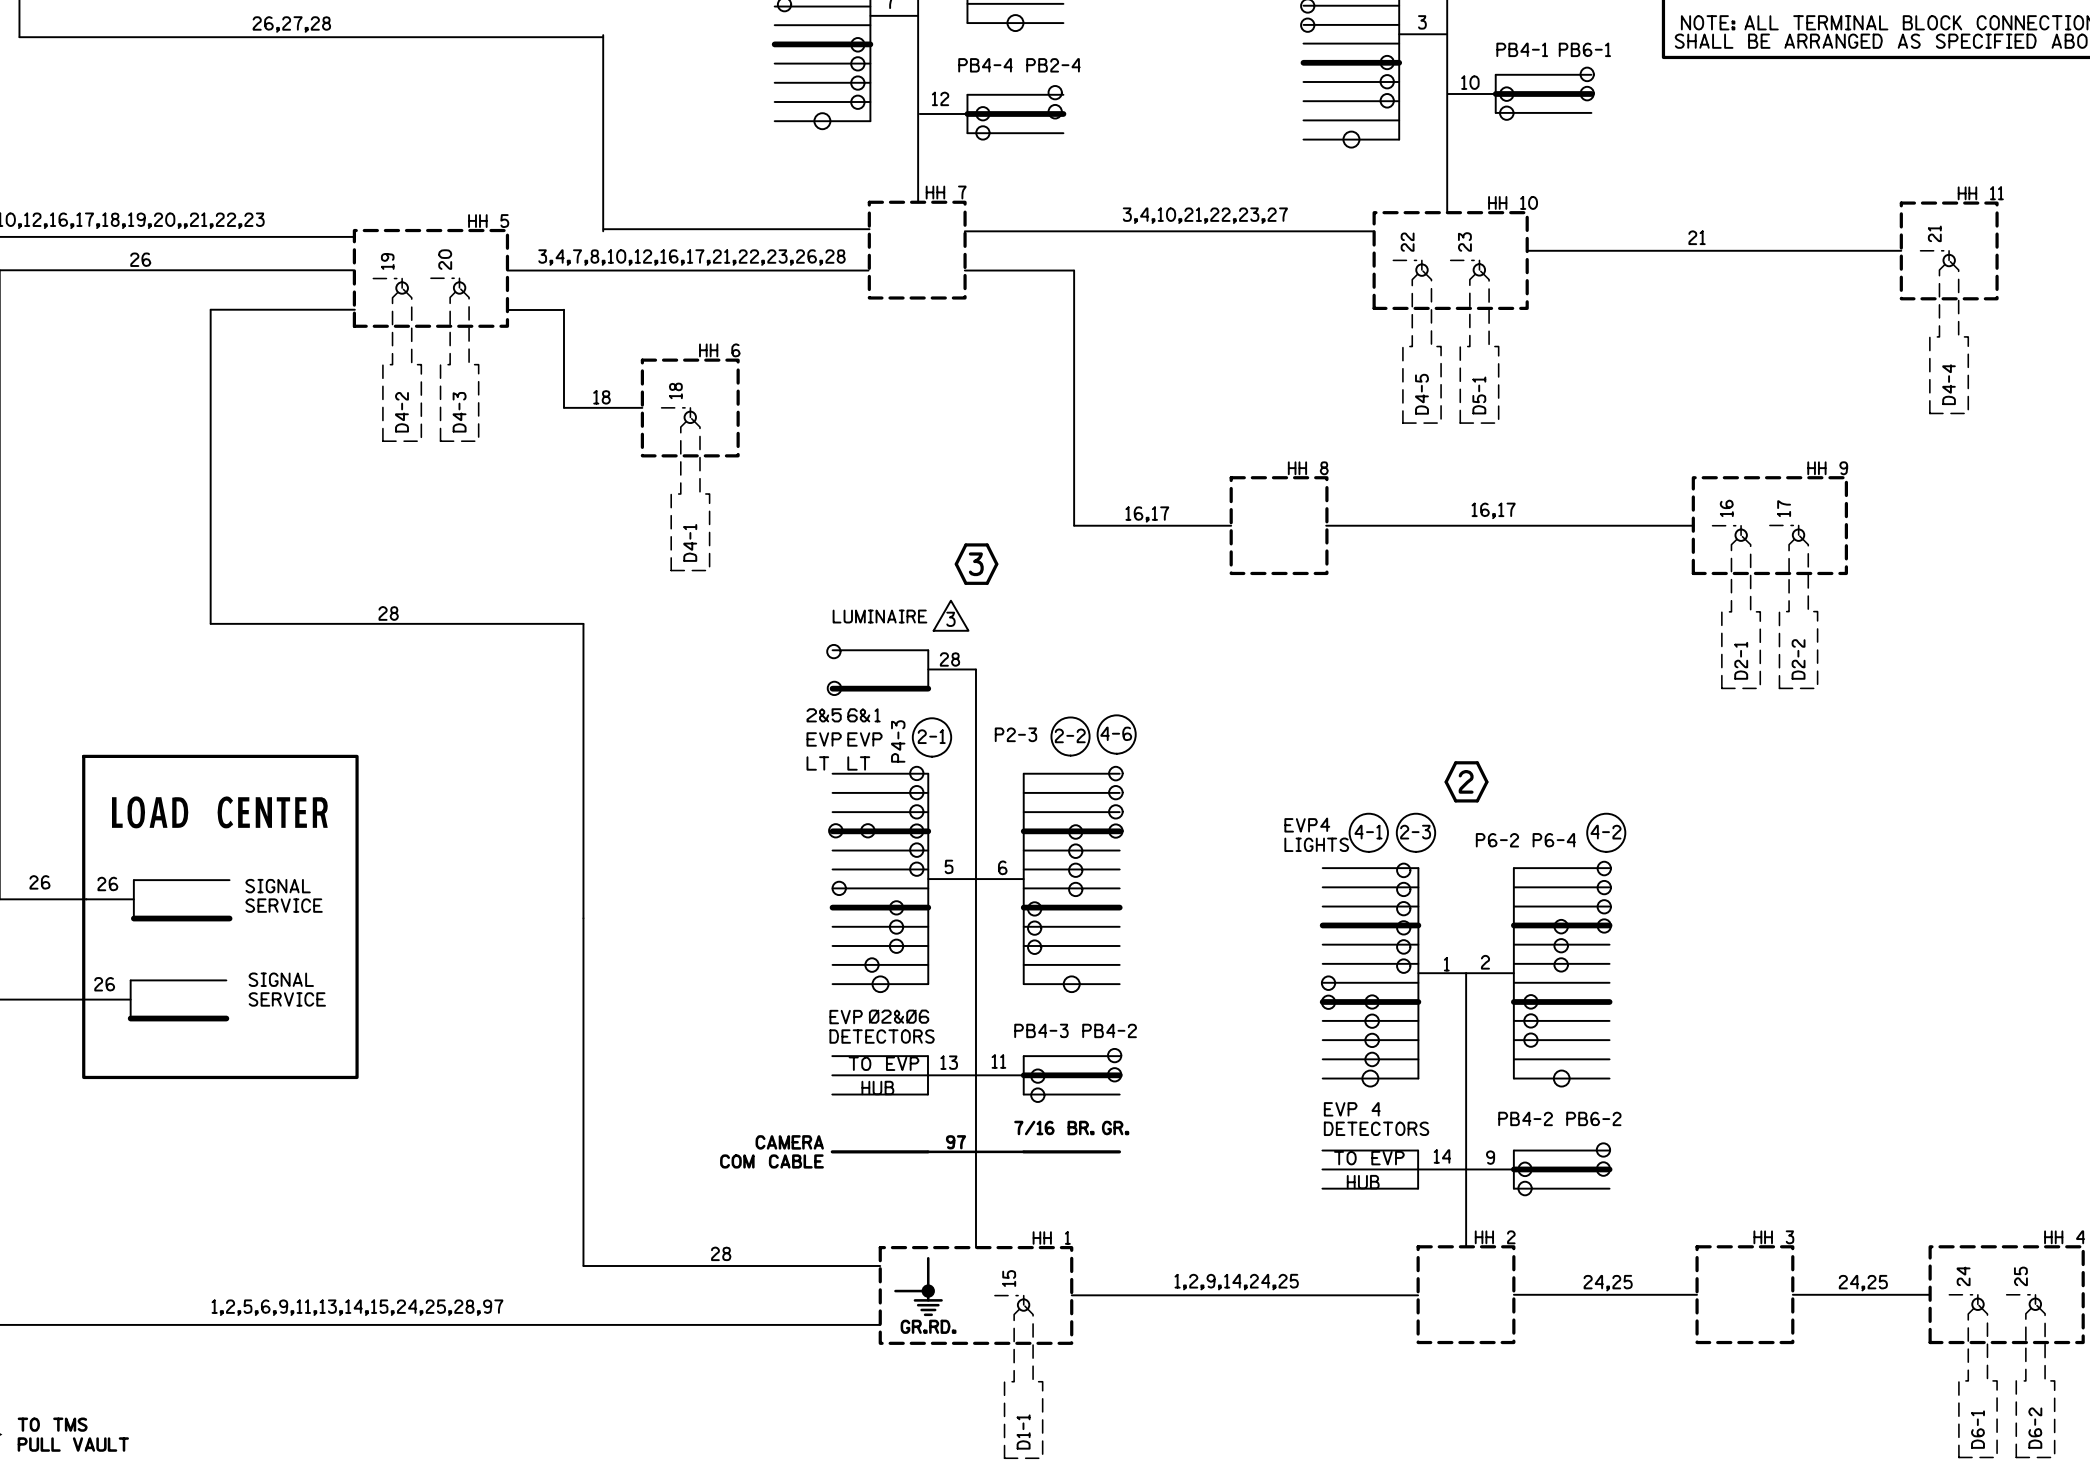 26,27,28
7
3
NOTE: ALL TERMINAL BLOCK CONNECTION
SHALL BE ARRANGED AS SPECIFIED ABO
PB4-4 PB2-4
12
PB4-1 PB6-1
10
HH 7
HH 10
HH 11
10,12,16,17,18,19,20,,21,22,23
HH 5
3,4,10,21,22,23,27
22
23
21
21
26
19
20
3,4,7,8,10,12,16,17,21,22,23,26,28
D4-2
D4-3
HH 6
18
18
D4-1
D4-5
D5-1
D4-4
HH 8
HH 9
16,17
16,17
16
17
D2-1
D2-2
3
28
LUMINAIRE 3
28
2&5 6&1
EVP EVP
LT LT
P4-3
2-1
P2-3
2-2
4-6
5
6
2
LOAD CENTER
26
26
SIGNAL
SERVICE
26
SIGNAL
SERVICE
EVP4
LIGHTS
4-1
2-3
P6-2 P6-4
4-2
1
2
EVP Ø2&Ø6
DETECTORS
PB4-3 PB4-2
TO EVP
HUB
13
11
CAMERA
COM CABLE
97
7/16 BR. GR.
EVP 4
DETECTORS
PB4-2 PB6-2
TO EVP
HUB
14
9
28
HH 1
HH 2
HH 3
HH 4
15
GR.RD.
1,2,5,6,9,11,13,14,15,24,25,28,97
1,2,9,14,24,25
24,25
24,25
24
25
D1-1
D6-1
D6-2
TO TMS
PULL VAULT